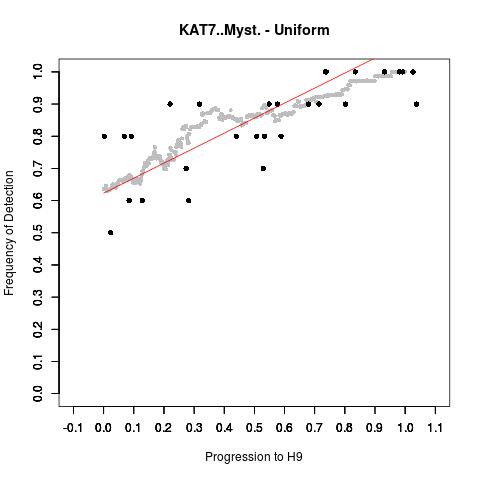 KAT7..Myst. - Uniform
Frequency of Detection
1.0
0.9
0.8
0.7
0.6
0.5
0.4
0.3
0.2
0.1
0.0
-0.1 0.0 0.1 0.2 0.3 0.4 0.5 0.6 0.7 0.8 0.9 1.0 1.1
Progression to H9